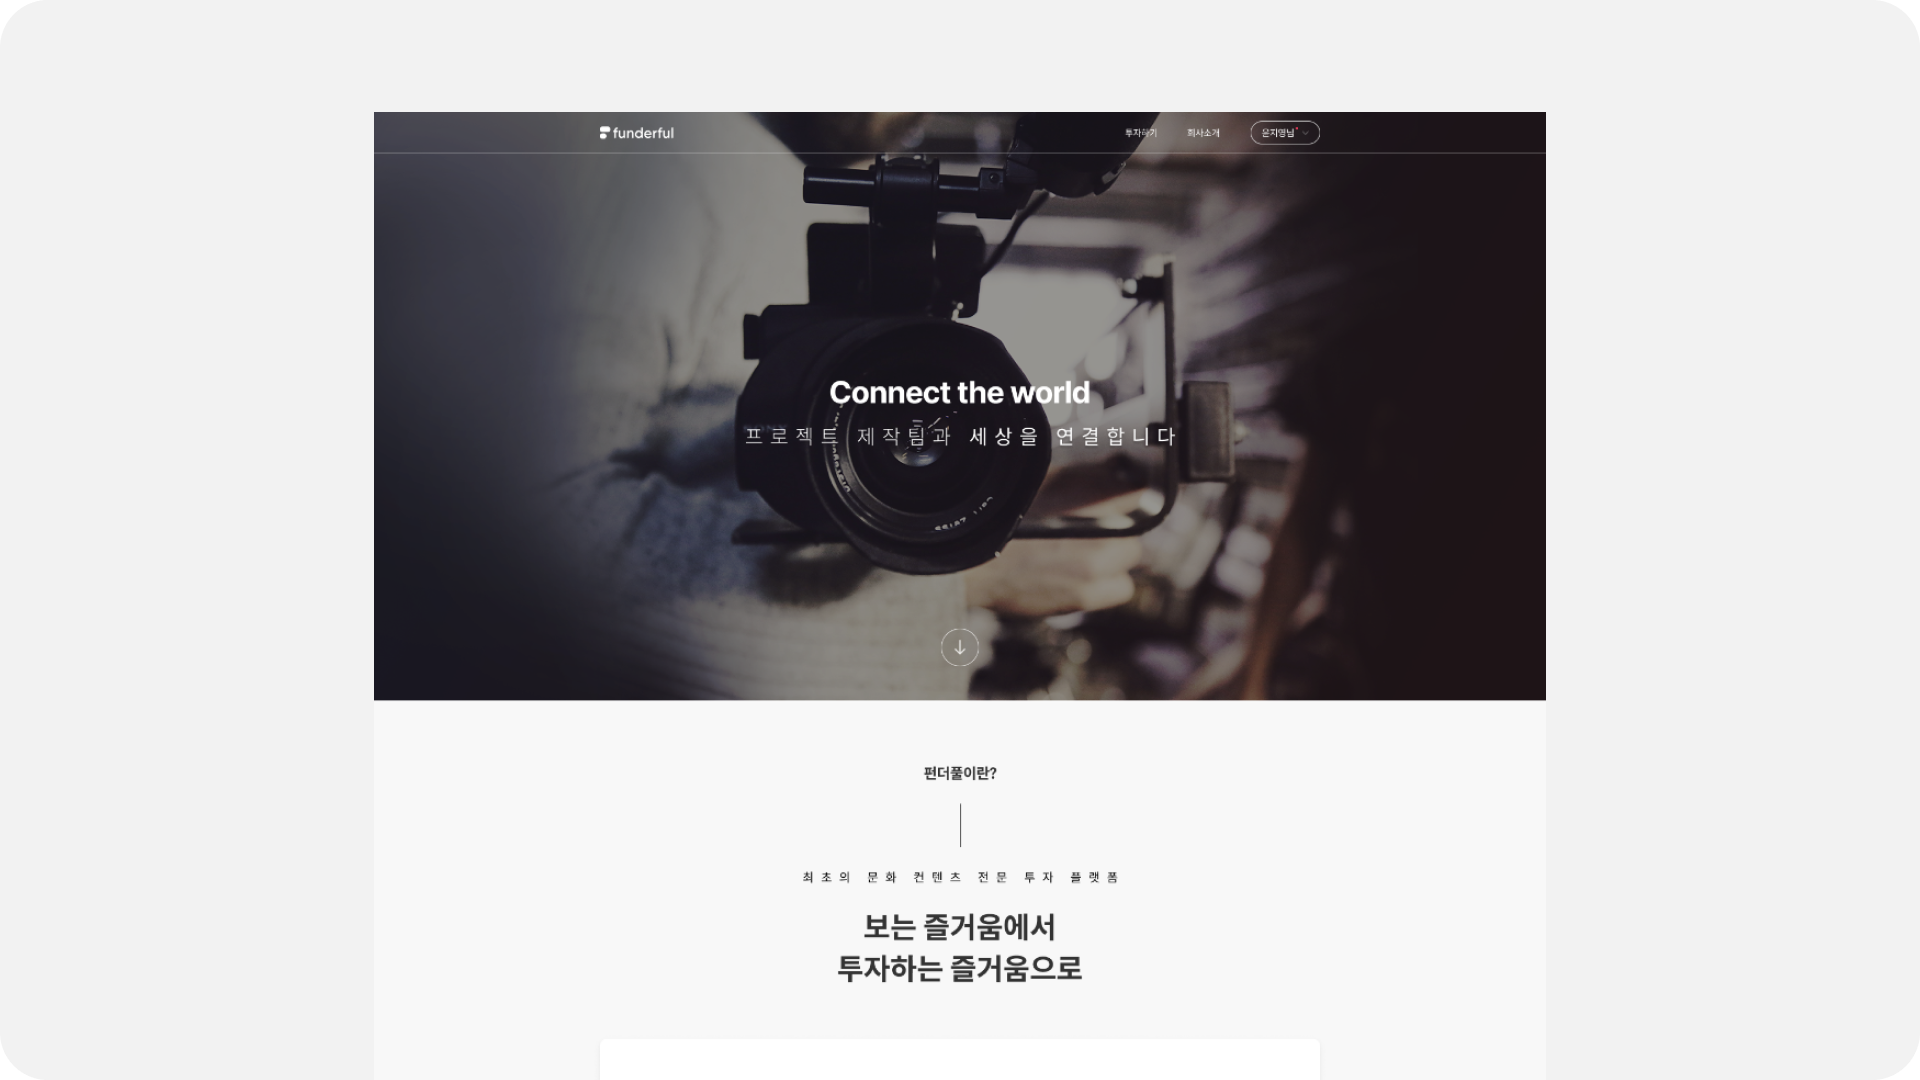 funderful
투자하기 회사소개 은지영님
Connect the world
프로젝트 제작팀과 세상을 연결합니다
펀더풀이란?
최초의 문화 컨텐츠 전문 투자 플랫폼
보는 즐거움에서
투자하는 즐거움으로